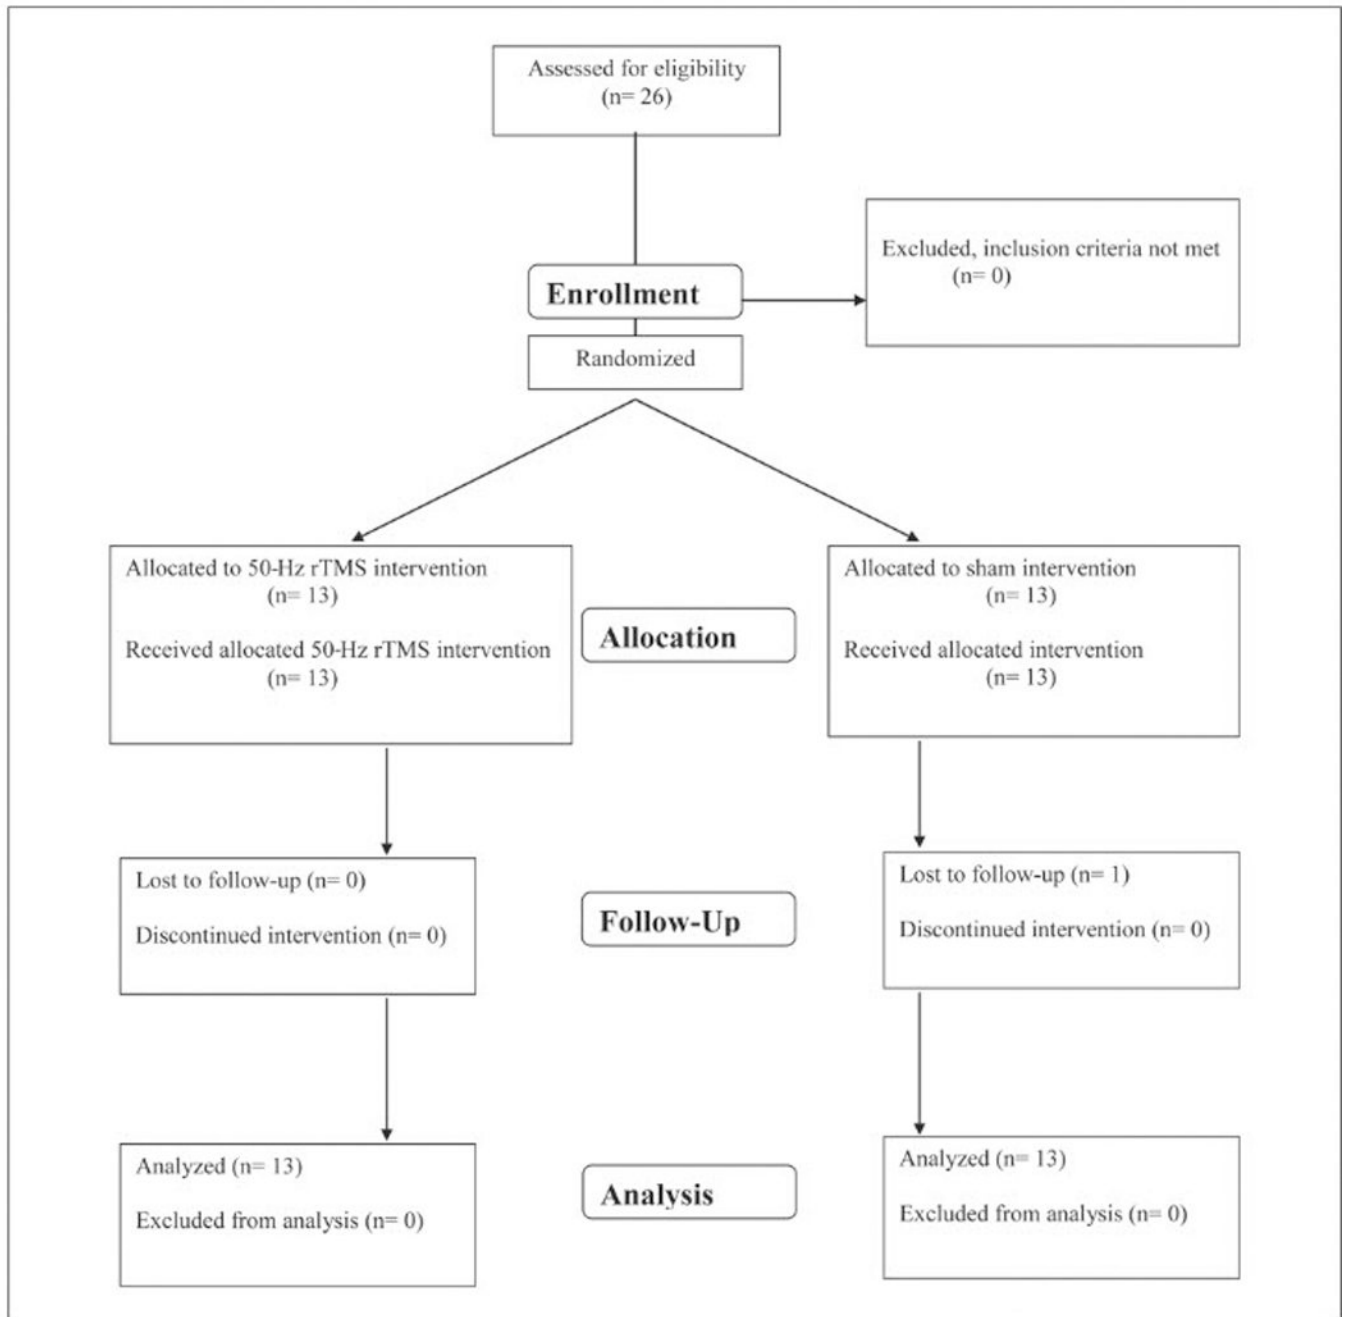 Assessed for eligibility
(n= 26)
Excluded, inclusion criteria not met
(n= 0)
Enrollment
Randomized
Allocated to 50-Hz rTMS intervention
(n= 13)
Received allocated 50-Hz rTMS intervention
(n= 13)
Allocation
Allocated to sham intervention
(n= 13)
Received allocated intervention
(n= 13)
Lost to follow-up (n= 0)
Discontinued intervention (n= 0)
Follow-Up
Lost to follow-up (n= 1)
Discontinued intervention (n= 0)
Analyzed (n= 13)
Excluded from analysis (n= 0)
Analysis
Analyzed (n= 13)
Excluded from analysis (n= 0)